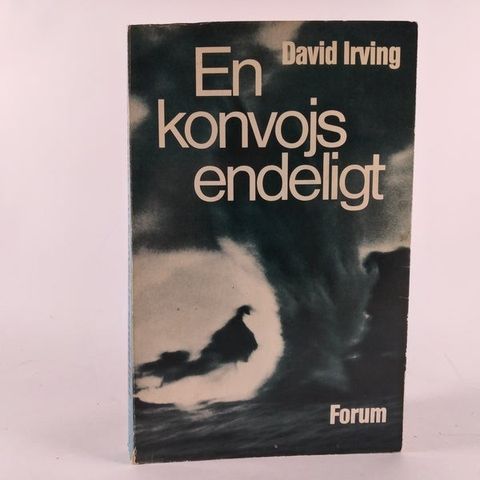 David Irving
En
konvojs
endeligt
Forum